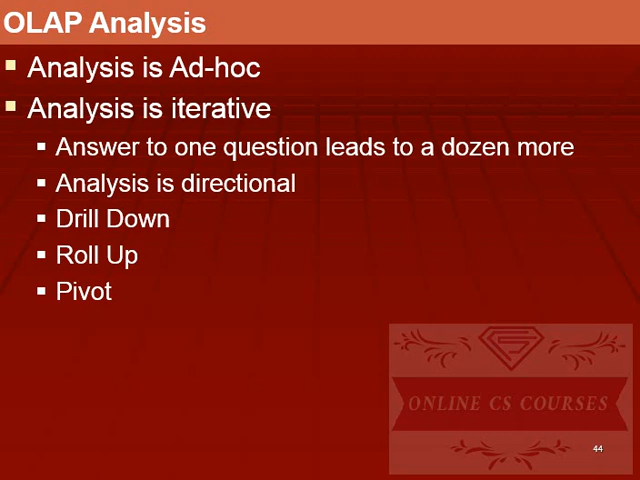 OLAP Analysis
Analysis is Ad-hoc
Analysis is iterative
Answer to one question leads to a dozen more
Analysis is directional
Drill Down
Roll Up
Pivot
ONLINE CS COURSES
44